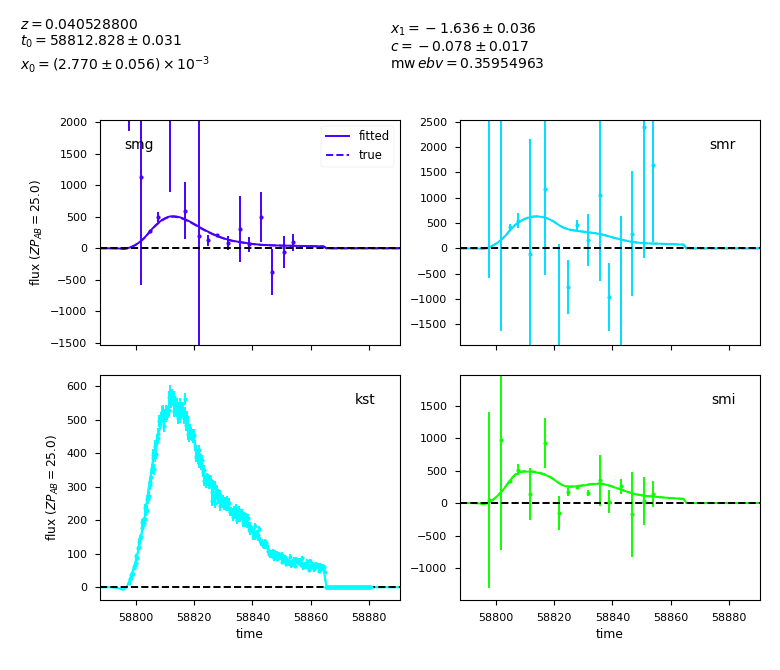 z = 0.040528800
t₀ = 58812.828 ± 0.031
x₀ = (2.770 ± 0.056) × 10⁻³
x₁ = −1.636 ± 0.036
c = −0.078 ± 0.017
mwebv = 0.35954963
smg
fitted
true
2000
1500
1000
500
0
−500
−1000
−1500
flux (ZP_AB = 25.0)
smr
2500
2000
1500
1000
500
0
−500
−1000
−1500
kst
600
500
400
300
200
100
0
flux (ZP_AB = 25.0)
58800 58820 58840 58860 58880
time
smi
1500
1000
500
0
−500
−1000
58800 58820 58840 58860 58880
time